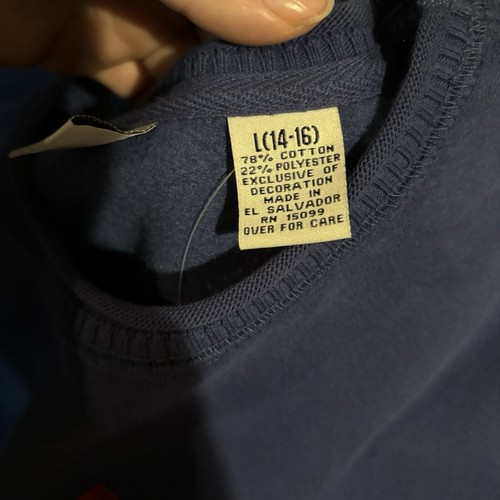 L(14-16)
78% COTTON
22% POLYESTER
EXCLUSIVE OF
DECORATION
MADE IN
EL SALVADOR
RN 15099
OVER FOR CARE